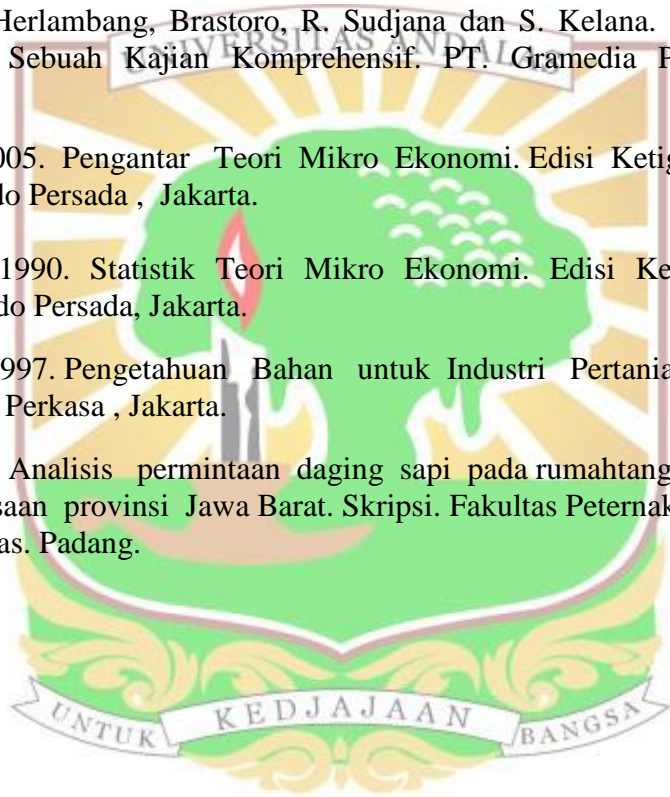 Herlambang, Brastoro, R. Sudjana dan S. Kelana.
Sebuah Kajian Komprehensif. PT. Gramedia P
UNIVERSITAS ANDALAS
005. Pengantar Teori Mikro Ekonomi. Edisi Ketig
do Persada , Jakarta.
1990. Statistik Teori Mikro Ekonomi. Edisi Ke
do Persada, Jakarta.
997. Pengetahuan Bahan untuk Industri Pertania
Perkasa , Jakarta.
Analisis permintaan daging sapi pada rumahtang
saan provinsi Jawa Barat. Skripsi. Fakultas Peternak
as. Padang.
UNTUK KEDJAJAAN BANGSA